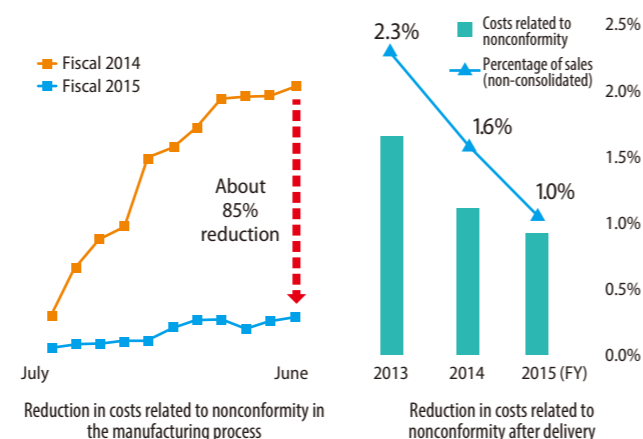 Fiscal 2014
Fiscal 2015
About
85%
reduction
July
June
Reduction in costs related to nonconformity in
the manufacturing process
Costs related to
nonconformity
Percentage of sales
(non-consolidated)
2.3%
1.6%
1.0%
2.5%
2.0%
1.5%
1.0%
0.5%
0.0%
2013
2014
2015 (FY)
Reduction in costs related to
nonconformity after delivery